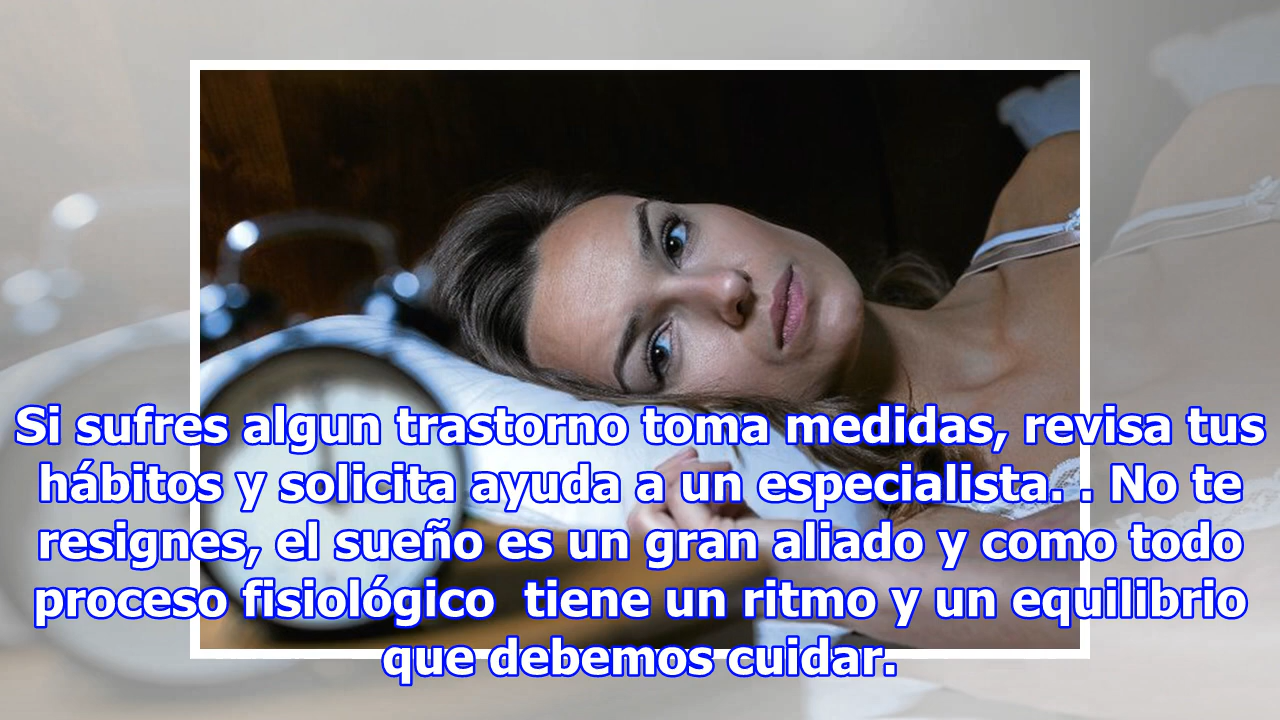 Si sufres algun trastorno toma medidas, revisa tus
hábitos y solicita ayuda a un especialista. . No te
resignes, el sueño es un gran aliado y como todo
proceso fisiológico  tiene un ritmo y un equilibrio
que debemos cuidar.